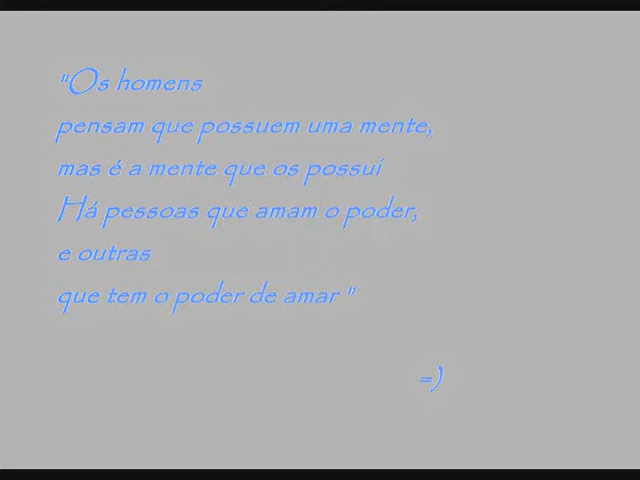 "Os homens
pensam que possuem uma mente,
mas é a mente que os possui
Há pessoas que amam o poder,
e outras
que tem o poder de amar "
=)